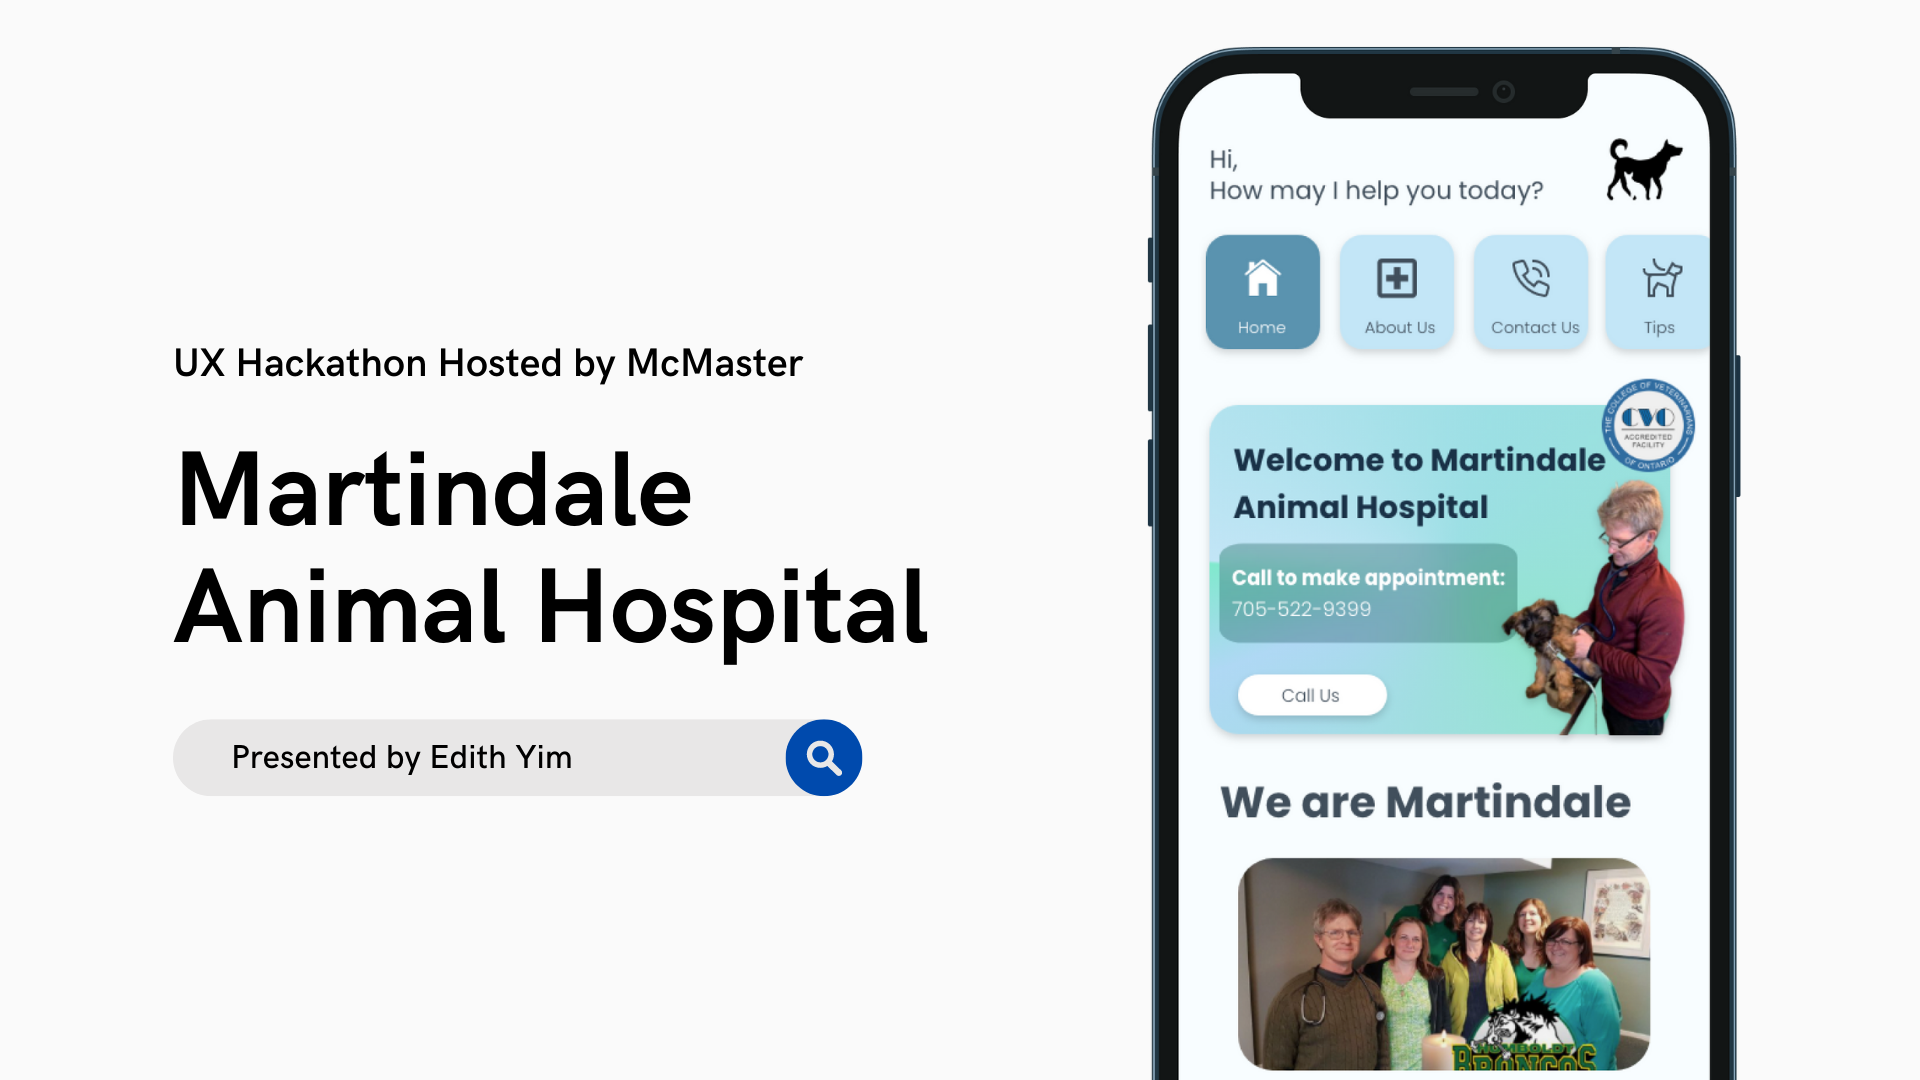 UX Hackathon Hosted by McMaster
Martindale
Animal Hospital
Presented by Edith Yim
Hi,
How may I help you today?
Home
About Us
Contact Us
Tips
THE COLLEGE OF VETERINARIANS
OF ONTARIO
CVO
ACCREDITED
FACILITY
Welcome to Martindale
Animal Hospital
Call to make appointment:
705-522-9399
Call Us
We are Martindale
HUMBOLDT
BRONCOS